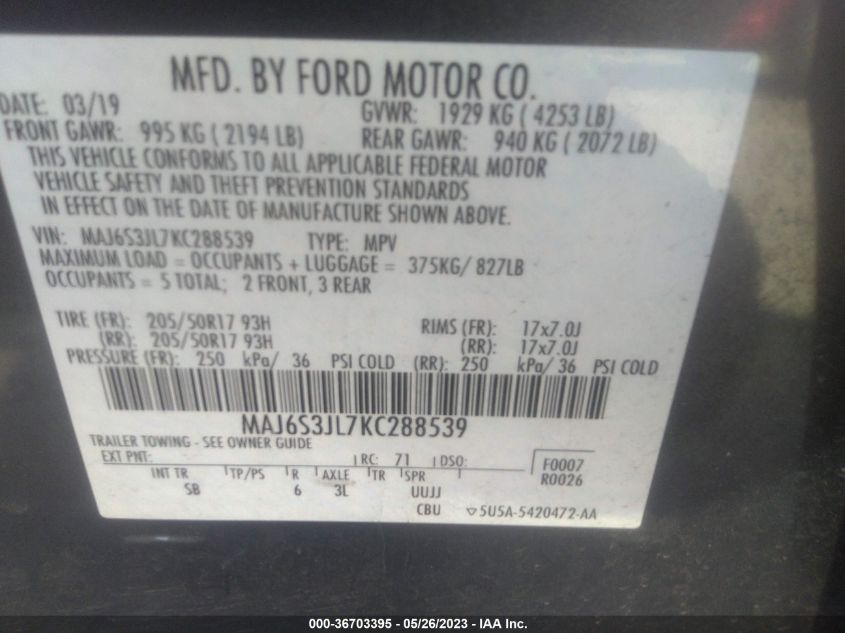 MFD. BY FORD MOTOR CO.
DATE: 03/19 GVWR: 1929 KG ( 4253 LB)
FRONT GAWR: 995 KG ( 2194 LB) REAR GAWR: 940 KG ( 2072 LB)
THIS VEHICLE CONFORMS TO ALL APPLICABLE FEDERAL MOTOR
VEHICLE SAFETY AND THEFT PREVENTION STANDARDS
IN EFFECT ON THE DATE OF MANUFACTURE SHOWN ABOVE.
VIN: MAJ6S3JL7KC288539 TYPE: MPV
MAXIMUM LOAD = OCCUPANTS + LUGGAGE = 375KG/ 827LB
OCCUPANTS = 5 TOTAL; 2 FRONT, 3 REAR
TIRE (FR): 205/50R17 93H RIMS (FR): 17x7.0J
(RR): 205/50R17 93H (RR): 17x7.0J
PRESSURE (FR): 250 kPa/ 36 PSI COLD (RR): 250 kPa/ 36 PSI COLD
MAJ6S3JL7KC288539
TRAILER TOWING - SEE OWNER GUIDE
EXT PNT: RC: 71 DSO: F0007
R0026
INT TR TP/PS R AXLE TR SPR
SB 6 3L UUJJ
CBU ▽5U5A-5420472-AA
000-36703395 - 05/26/2023 - IAA Inc.